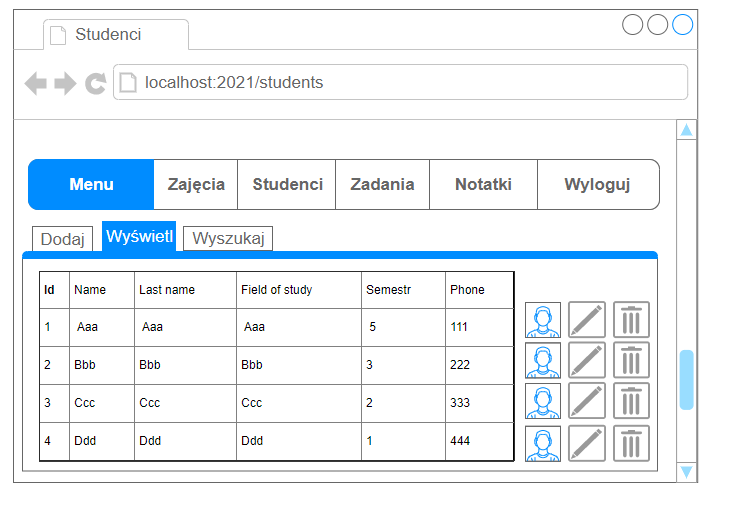 Studenci
localhost:2021/students
Menu Zajęcia Studenci Zadania Notatki Wyloguj
Dodaj Wyświetl Wyszukaj
Id Name Last name Field of study Semestr Phone
1 Aaa Aaa Aaa 5 111
2 Bbb Bbb Bbb 3 222
3 Ccc Ccc Ccc 2 333
4 Ddd Ddd Ddd 1 444